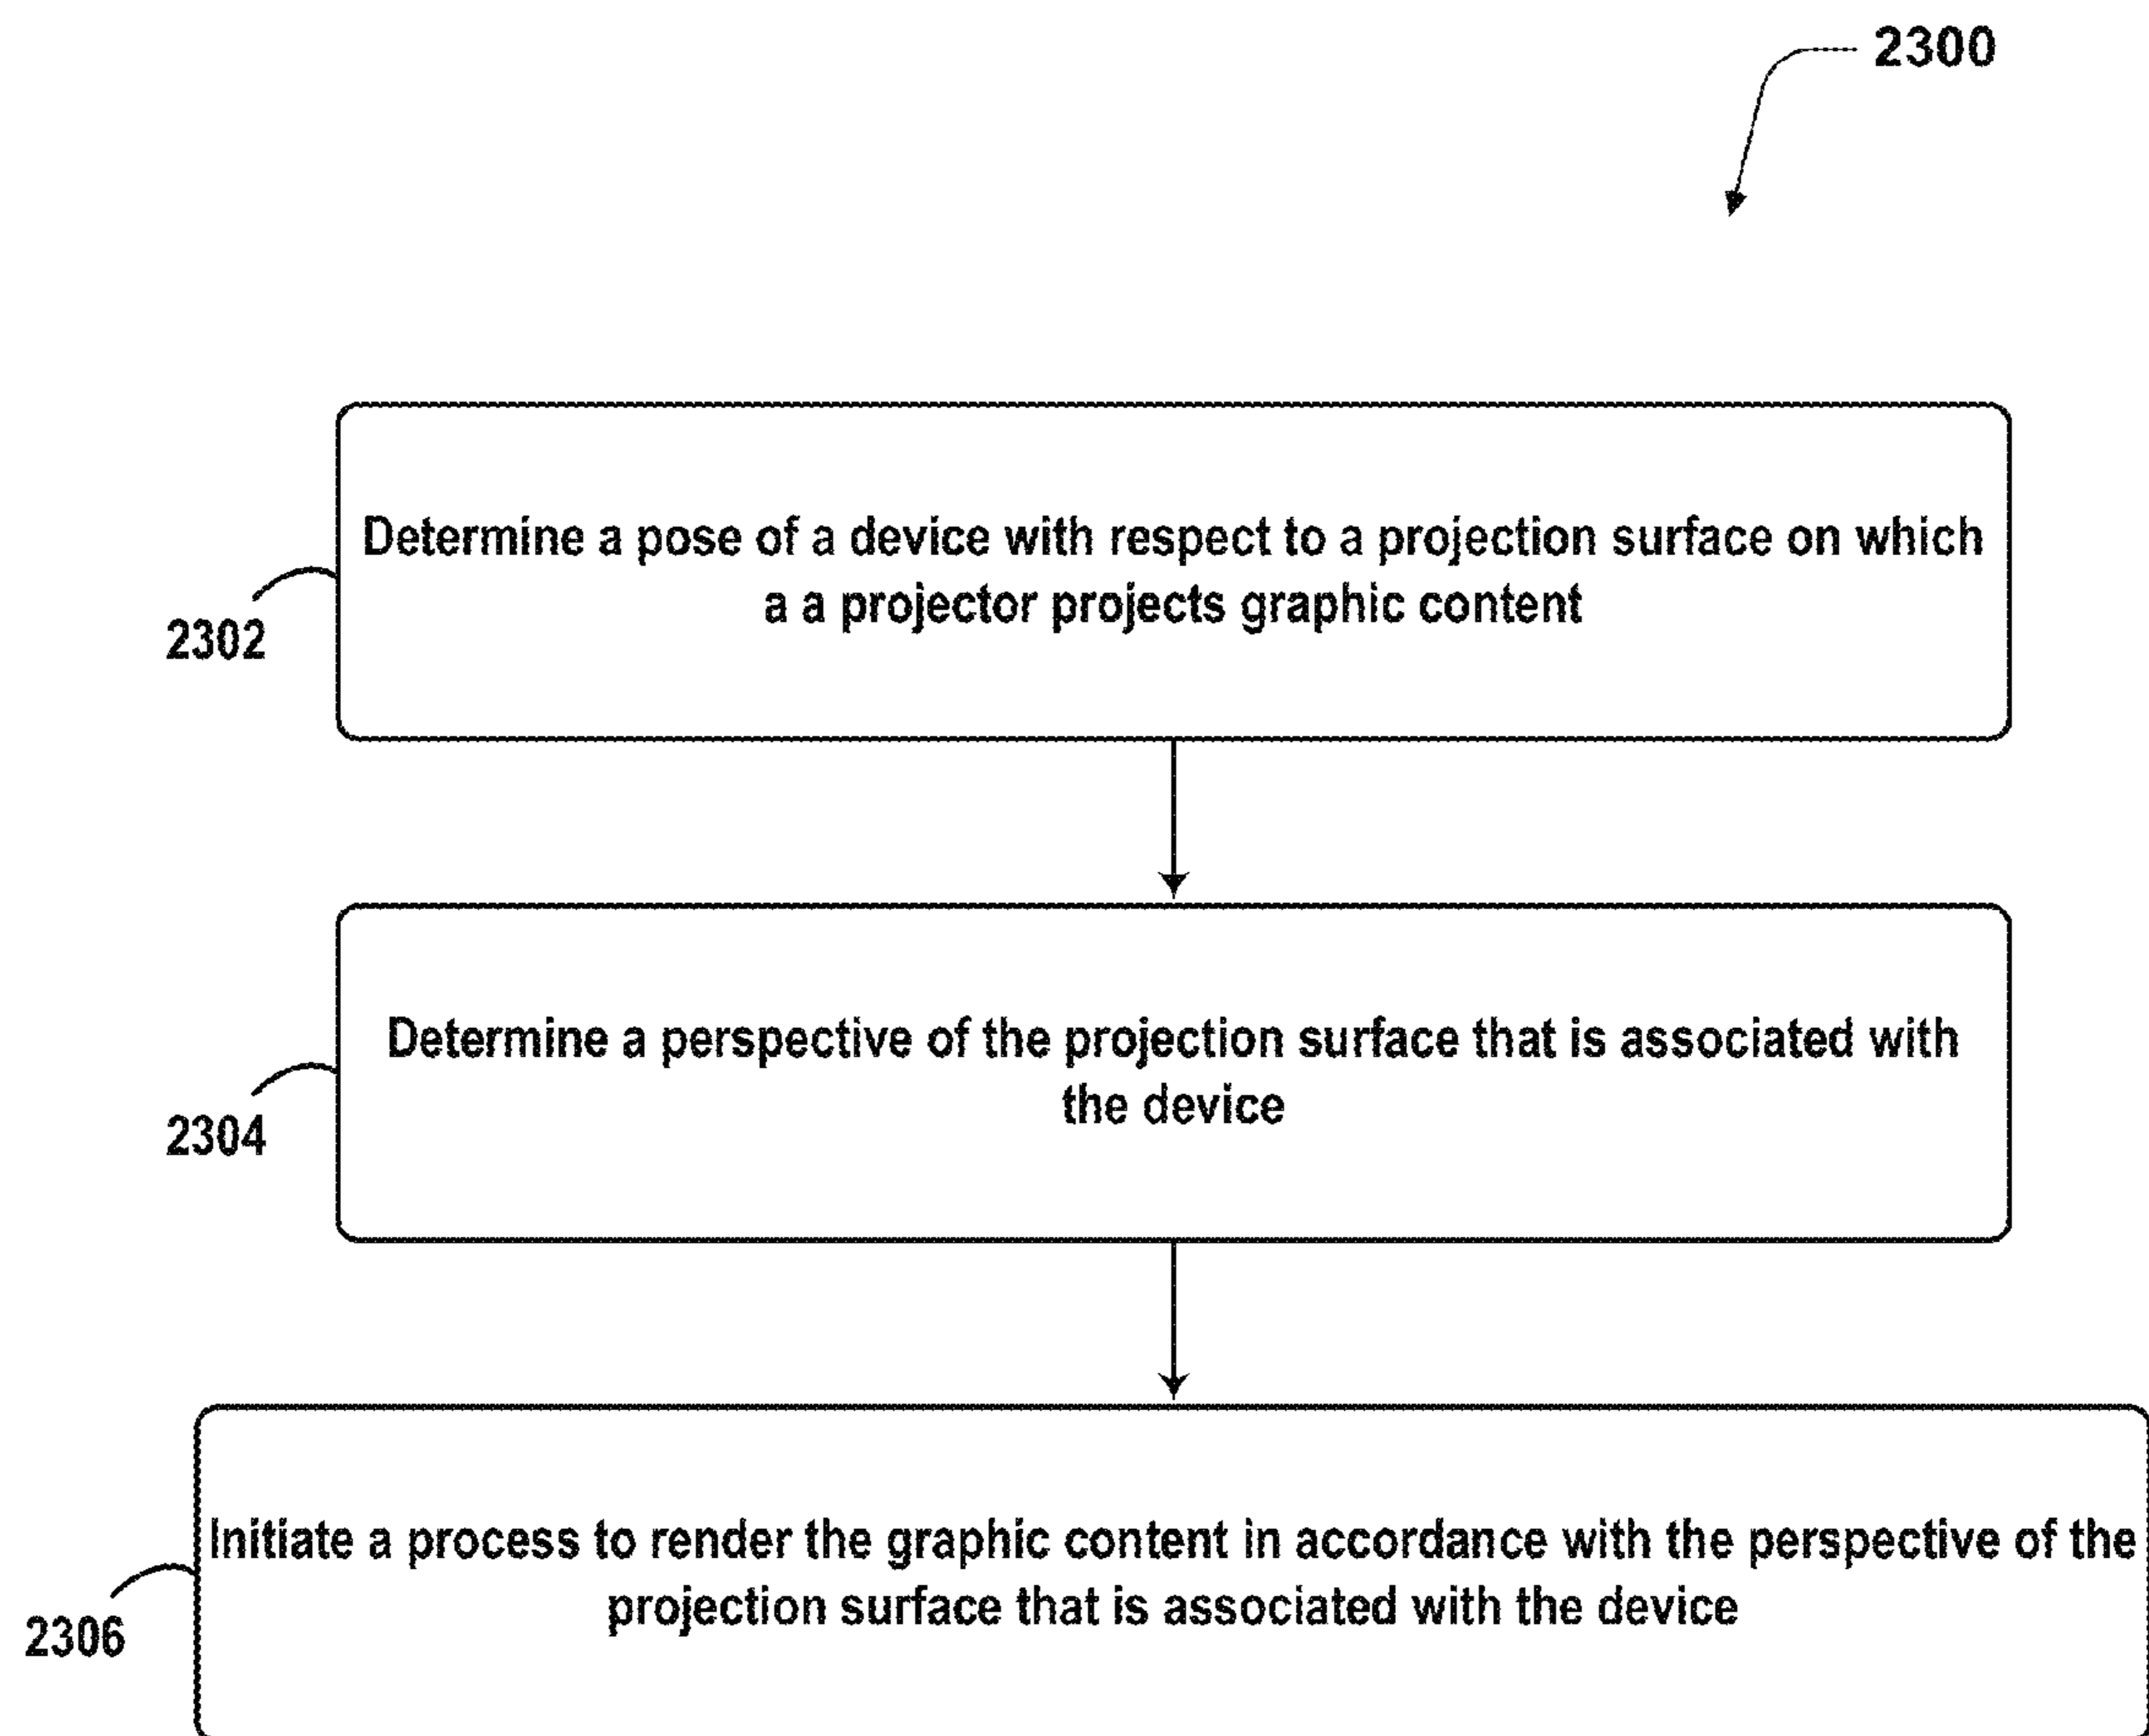 2300
Determine a pose of a device with respect to a projection surface on which
a a projector projects graphic content
2302
Determine a perspective of the projection surface that is associated with
the device
2304
Initiate a process to render the graphic content in accordance with the perspective of the
projection surface that is associated with the device
2306